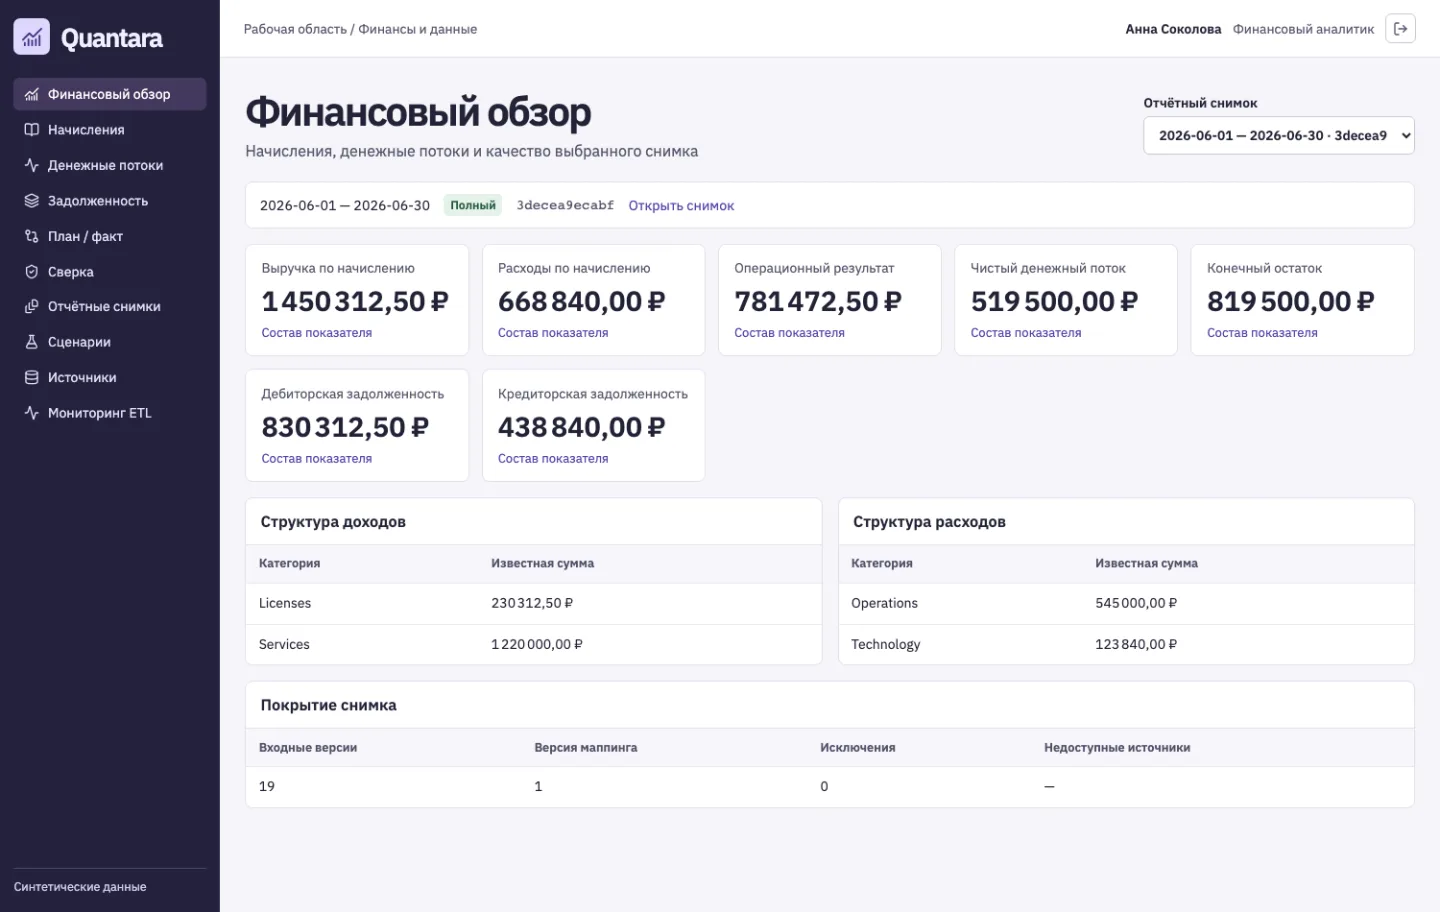 Quantara
Финансовый обзор
Начисления
Денежные потоки
Задолженность
План / факт
Сверка
Отчётные снимки
Сценарии
Источники
Мониторинг ETL
Синтетические данные
Рабочая область / Финансы и данные
Анна Соколова Финансовый аналитик
Финансовый обзор
Начисления, денежные потоки и качество выбранного снимка
Отчётный снимок
2026-06-01 — 2026-06-30 · 3decea9
2026-06-01 — 2026-06-30 Полный 3decea9ecabf Открыть снимок
Выручка по начислению
1 450 312,50 ₽
Состав показателя
Расходы по начислению
668 840,00 ₽
Состав показателя
Операционный результат
781 472,50 ₽
Состав показателя
Чистый денежный поток
519 500,00 ₽
Состав показателя
Конечный остаток
819 500,00 ₽
Состав показателя
Дебиторская задолженность
830 312,50 ₽
Состав показателя
Кредиторская задолженность
438 840,00 ₽
Состав показателя
Структура доходов
Категория Известная сумма
Licenses 230 312,50 ₽
Services 1 220 000,00 ₽
Структура расходов
Категория Известная сумма
Operations 545 000,00 ₽
Technology 123 840,00 ₽
Покрытие снимка
Входные версии Версия маппинга Исключения Недоступные источники
19 1 0 —